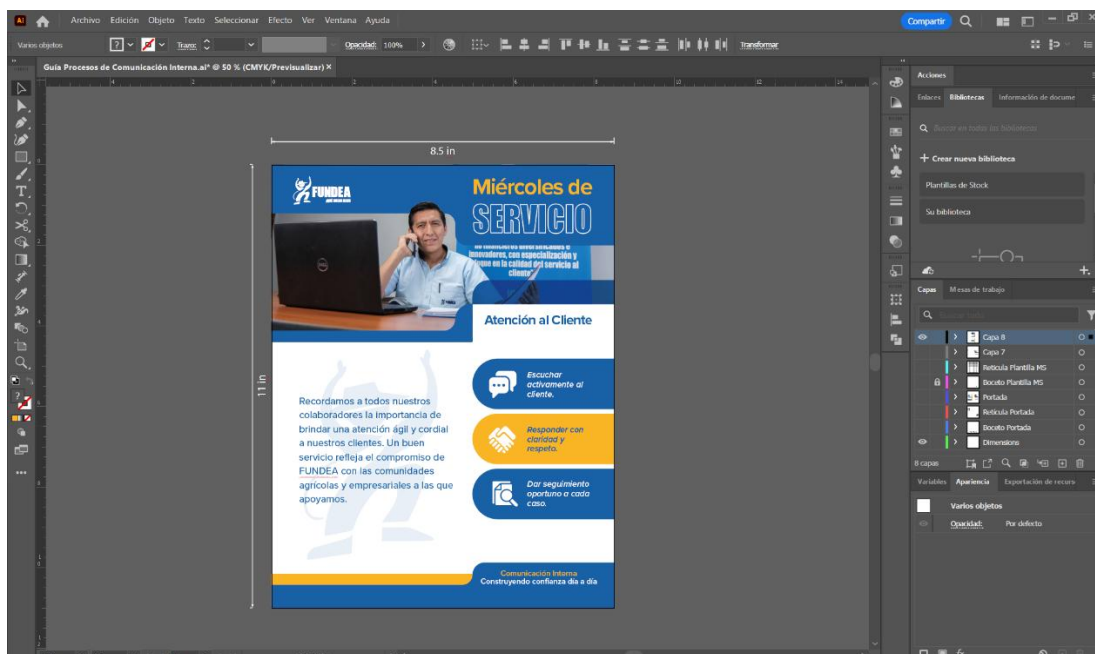 Ai
Archivo Edición Objeto Texto Seleccionar Efecto Ver Ventana Ayuda
Compartir
Varios objetos
Trazo:
Opacidad: 100%
Transformar
Guía Procesos de Comunicación Interna.ai* @ 50 % (CMYK/Previsualizar) ×
8.5 in
11 in
FUNDEA
Miércoles de
SERVICIO
innovadores, con especialización y
en la calidad del servicio al
cliente"
Atención al Cliente
Recordamos a todos nuestros
colaboradores la importancia de
brindar una atención ágil y cordial
a nuestros clientes. Un buen
servicio refleja el compromiso de
FUNDEA con las comunidades
agrícolas y empresariales a las que
apoyamos.
Escuchar
activamente al
cliente.
Responder con
claridad y
respeto.
Dar seguimiento
oportuno a cada
caso.
Comunicación Interna
Construyendo confianza día a día
Acciones
Enlaces Bibliotecas Información de docume
Buscar en todas las bibliotecas
+ Crear nueva biblioteca
Plantillas de Stock
Su biblioteca
Capas Mesas de trabajo
Capa 8
Capa 7
Retícula Plantilla MS
Boceto Plantilla MS
Portada
Retícula Portada
Boceto Portada
Dimensions
8 capas
Variables Apariencia Exportación de recurs
Varios objetos
Opacidad: Por defecto